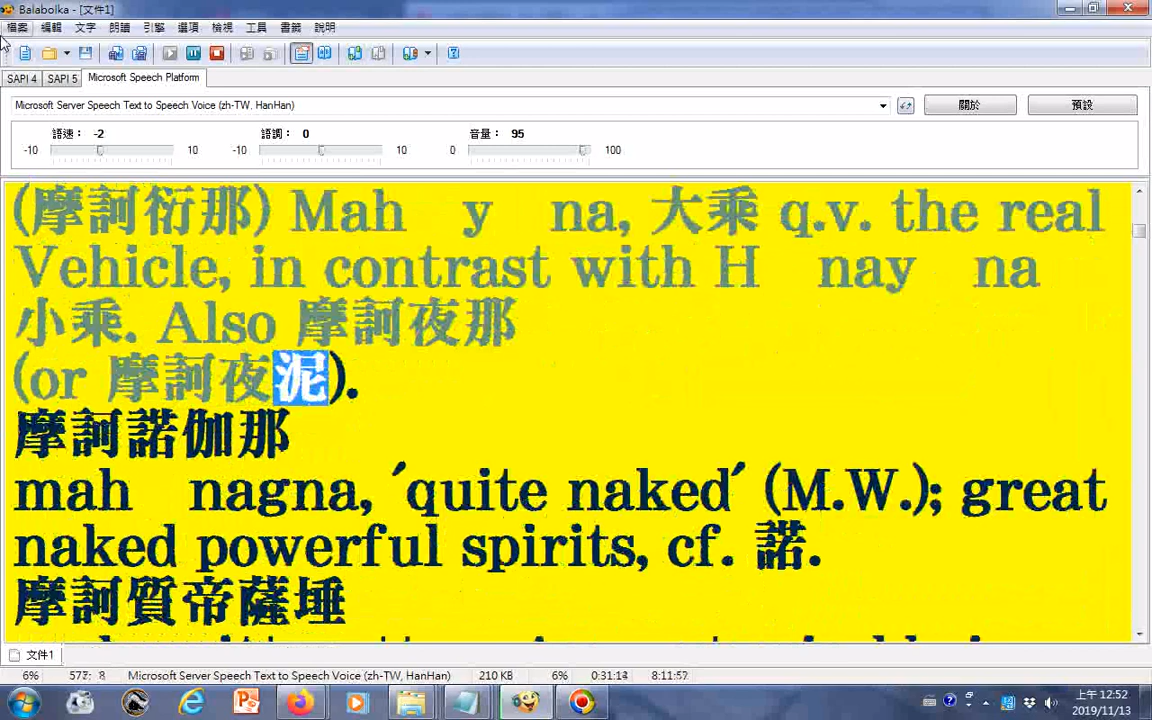 Balabolka - [文件1]
檔案 編輯 文字 朗讀 引擎 選項 檢視 工具 書籤 說明
SAPI 4 SAPI 5 Microsoft Speech Platform
Microsoft Server Speech Text to Speech Voice (zh-TW, HanHan) 關於 預設
語速： -2 語調： 0 音量： 95
-10 10 -10 10 0 100
(摩訶衍那) Mah y na, 大乘 q.v. the real
Vehicle, in contrast with H nay na
小乘. Also 摩訶夜那
(or 摩訶夜泥).
摩訶諾伽那
mah nagna, ′quite naked′ (M.W.); great
naked powerful spirits, cf. 諾.
摩訶質帝薩埵
文件1
6% 577: 8 Microsoft Server Speech Text to Speech Voice (zh-TW, HanHan) 210 KB 6% 0:31:13 8:11:57
上午 12:52
2019/11/13